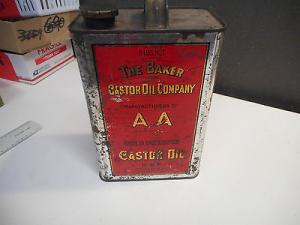 THE BAKER
CASTOR OIL COMPANY
MANUFACTURERS OF
AA
CASTOR OIL